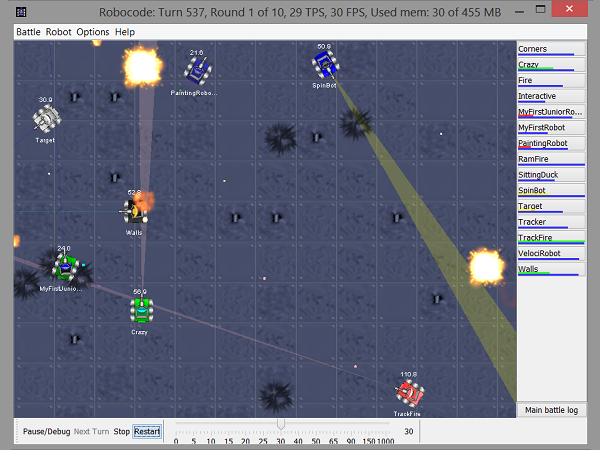 Robocode: Turn 537, Round 1 of 10, 29 TPS, 30 FPS, Used mem: 30 of 455 MB
Battle Robot Options Help
21.6
PaintingRobo...
50.9
SpinBot
30.9
Target
52.8
Walls
24.0
MyFirstJunio...
56.9
Crazy
110.8
TrackFire
Corners
Crazy
Fire
Interactive
MyFirstJuniorRo...
MyFirstRobot
PaintingRobot
RamFire
SittingDuck
SpinBot
Target
Tracker
TrackFire
VelociRobot
Walls
Main battle log
Pause/Debug Next Turn Stop Restart
0 5 10 15 20 25 30 40 50 65 90 150 1000
30